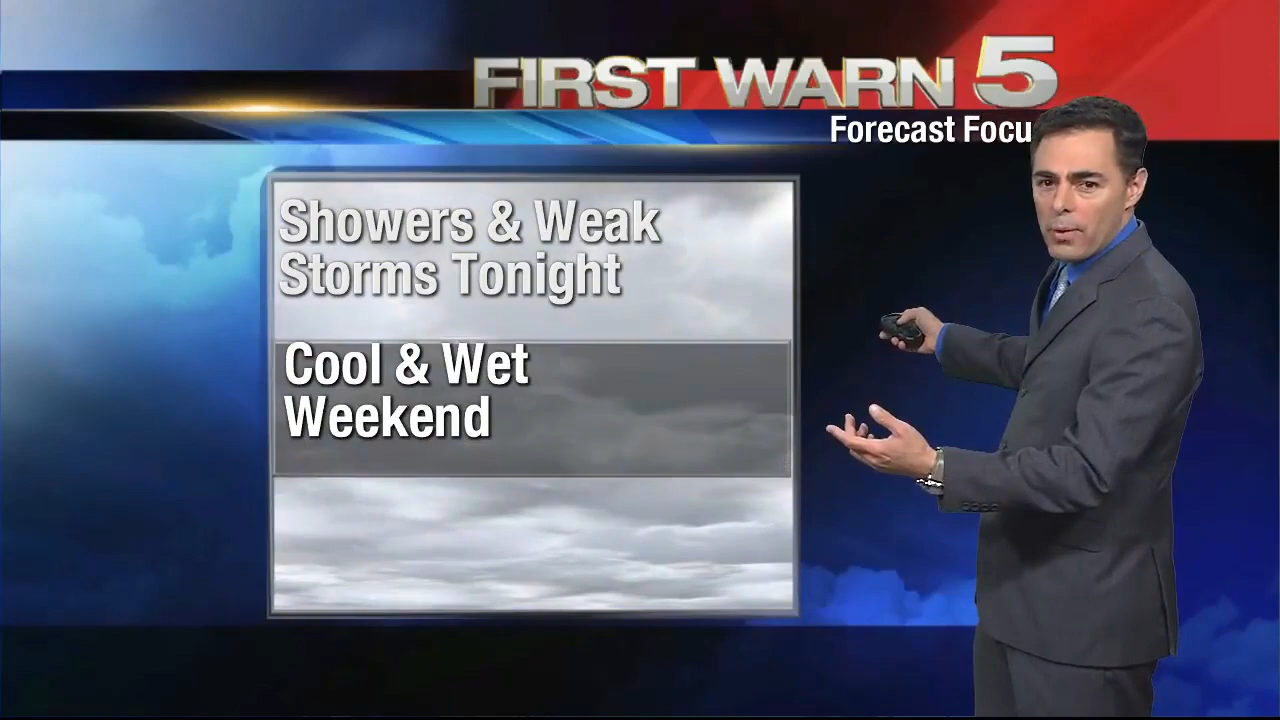 FIRST WARN 5
Forecast Focu
Showers & Weak
Storms Tonight
Cool & Wet
Weekend